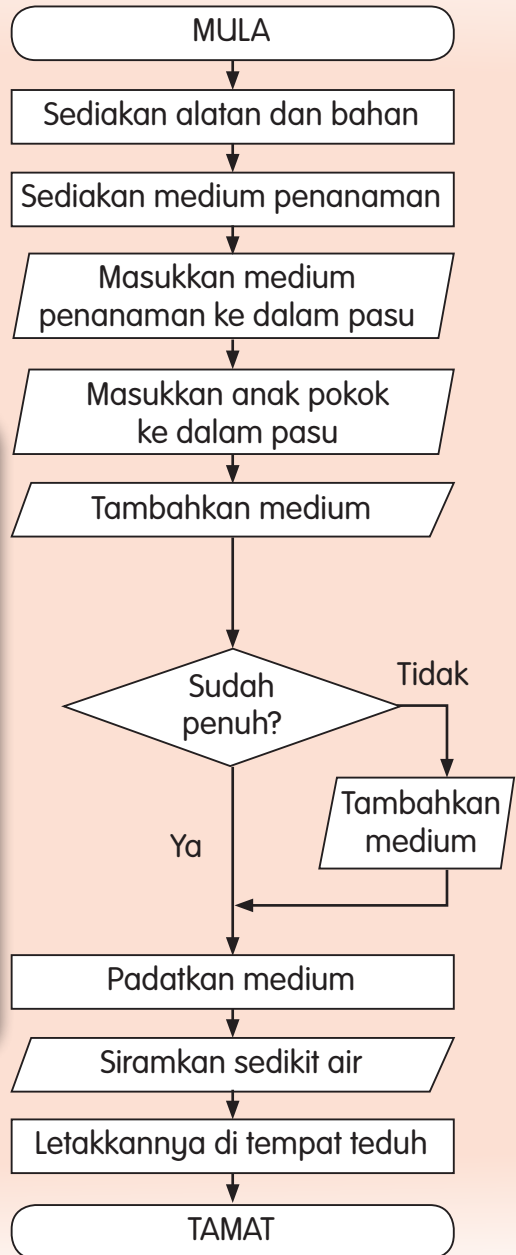 MULA
Sediakan alatan dan bahan
Sediakan medium penanaman
Masukkan medium
penanaman ke dalam pasu
Masukkan anak pokok
ke dalam pasu
Tambahkan medium
Sudah
penuh?
Tidak
Tambahkan
medium
Ya
Padatkan medium
Siramkan sedikit air
Letakkannya di tempat teduh
TAMAT